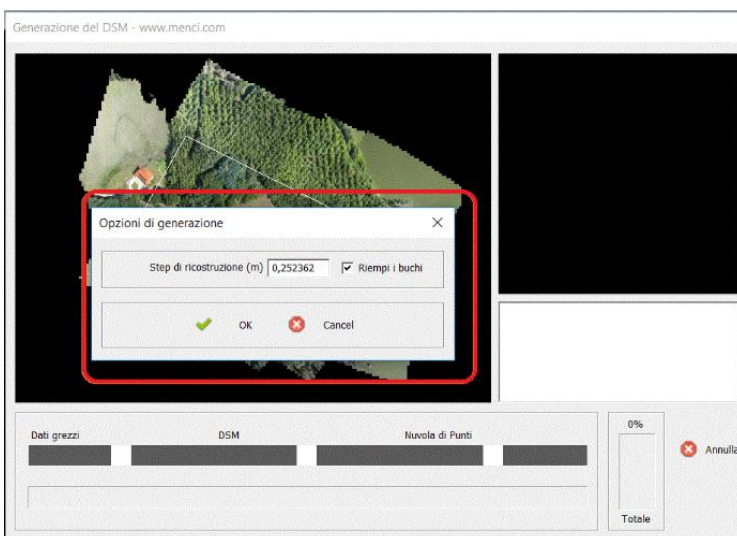 Generazione del DSM - www.menci.com
Opzioni di generazione
Step di ricostruzione (m) 0,252362 Riempi i buchi
OK Cancel
Dati grezzi DSM Nuvola di Punti 0%
Annulla
Totale